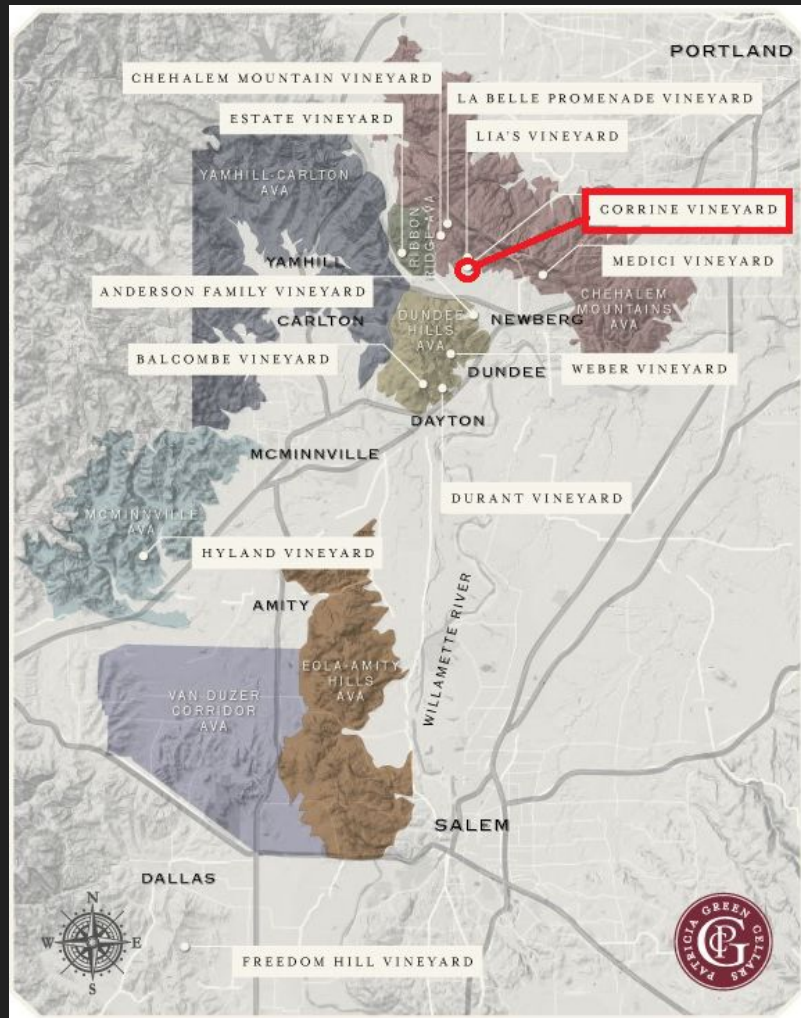 PORTLAND
CHEHALEM MOUNTAIN VINEYARD
LA BELLE PROMENADE VINEYARD
ESTATE VINEYARD
LIA'S VINEYARD
YAMHILL-CARLTON
AVA
RIBBON
RIDGE AVA
CORRINE VINEYARD
YAMHILL
MEDICI VINEYARD
ANDERSON FAMILY VINEYARD
CHEHALEM
MOUNTAINS
AVA
CARLTON
DUNDEE
HILLS
AVA
NEWBERG
BALCOMBE VINEYARD
DUNDEE
WEBER VINEYARD
DAYTON
MCMINNVILLE
DURANT VINEYARD
MCMINNVILLE
AVA
HYLAND VINEYARD
AMITY
WILLAMETTE RIVER
EOLA-AMITY
HILLS
AVA
VAN DUZER
CORRIDOR
AVA
SALEM
DALLAS
N
W
E
S
FREEDOM HILL VINEYARD
PATRICIA GREEN CELLARS
PG